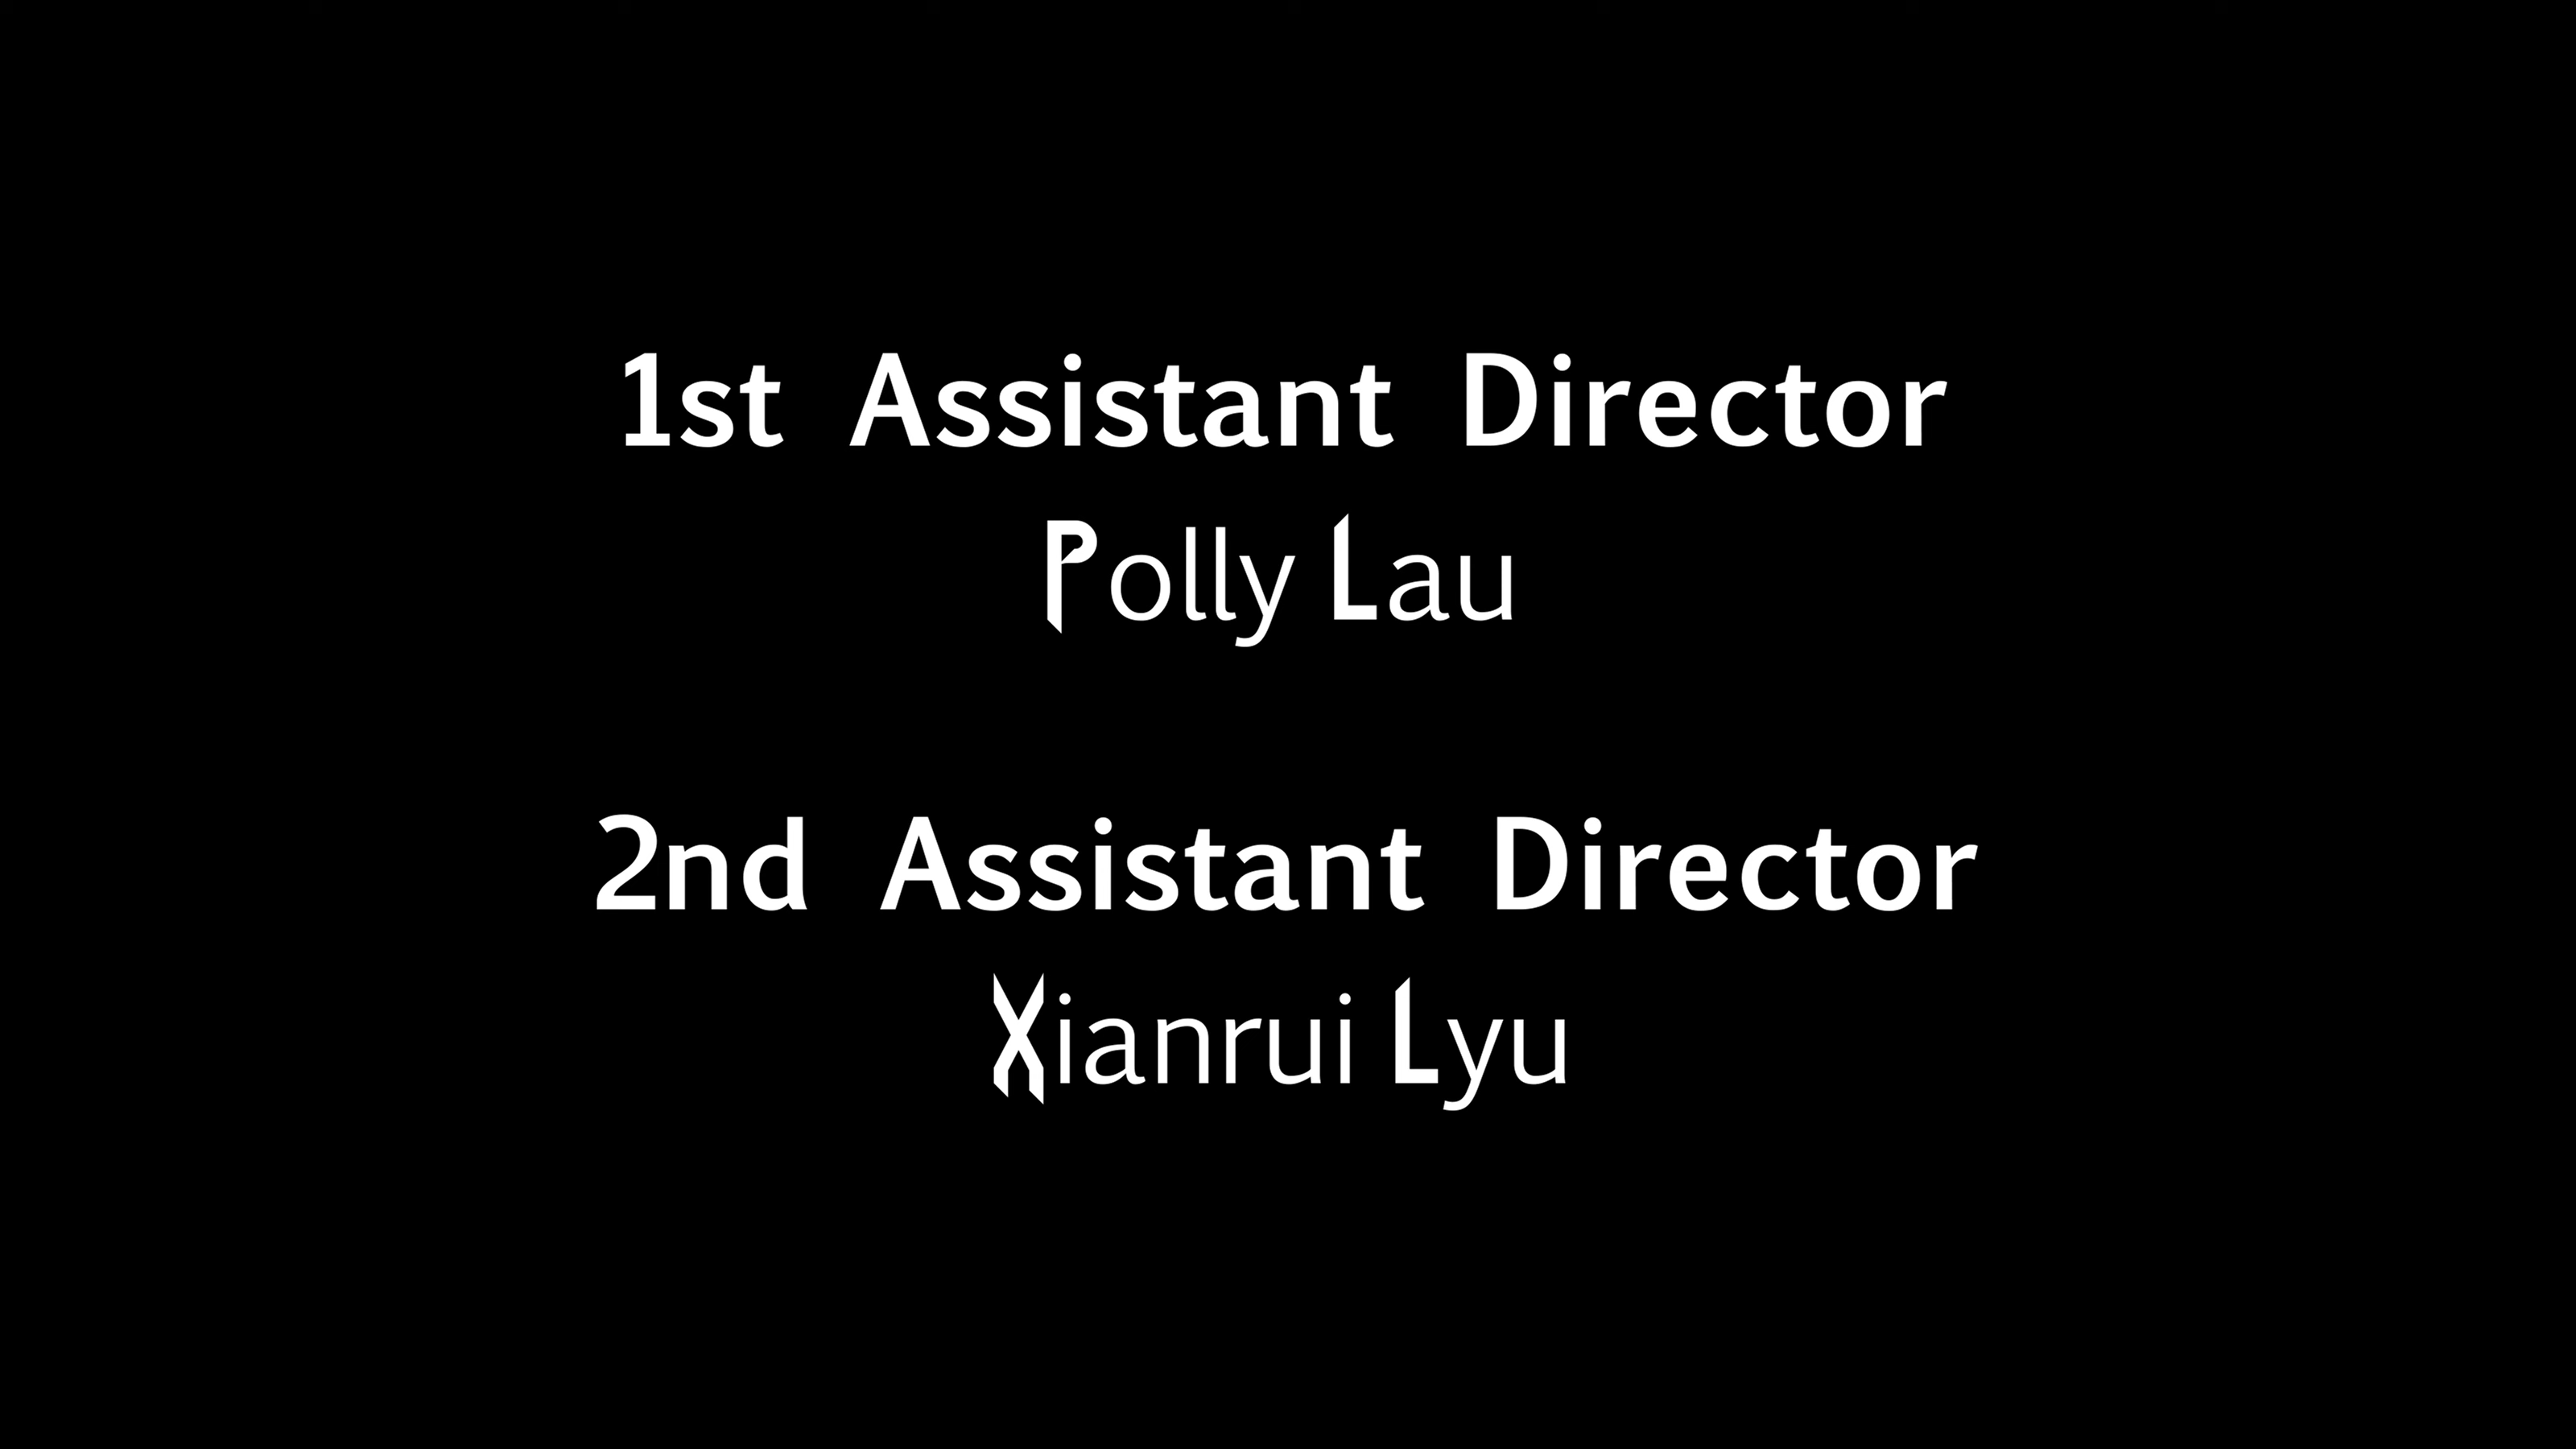 1st Assistant Director
Polly Lau
2nd Assistant Director
Xianrui Lyu